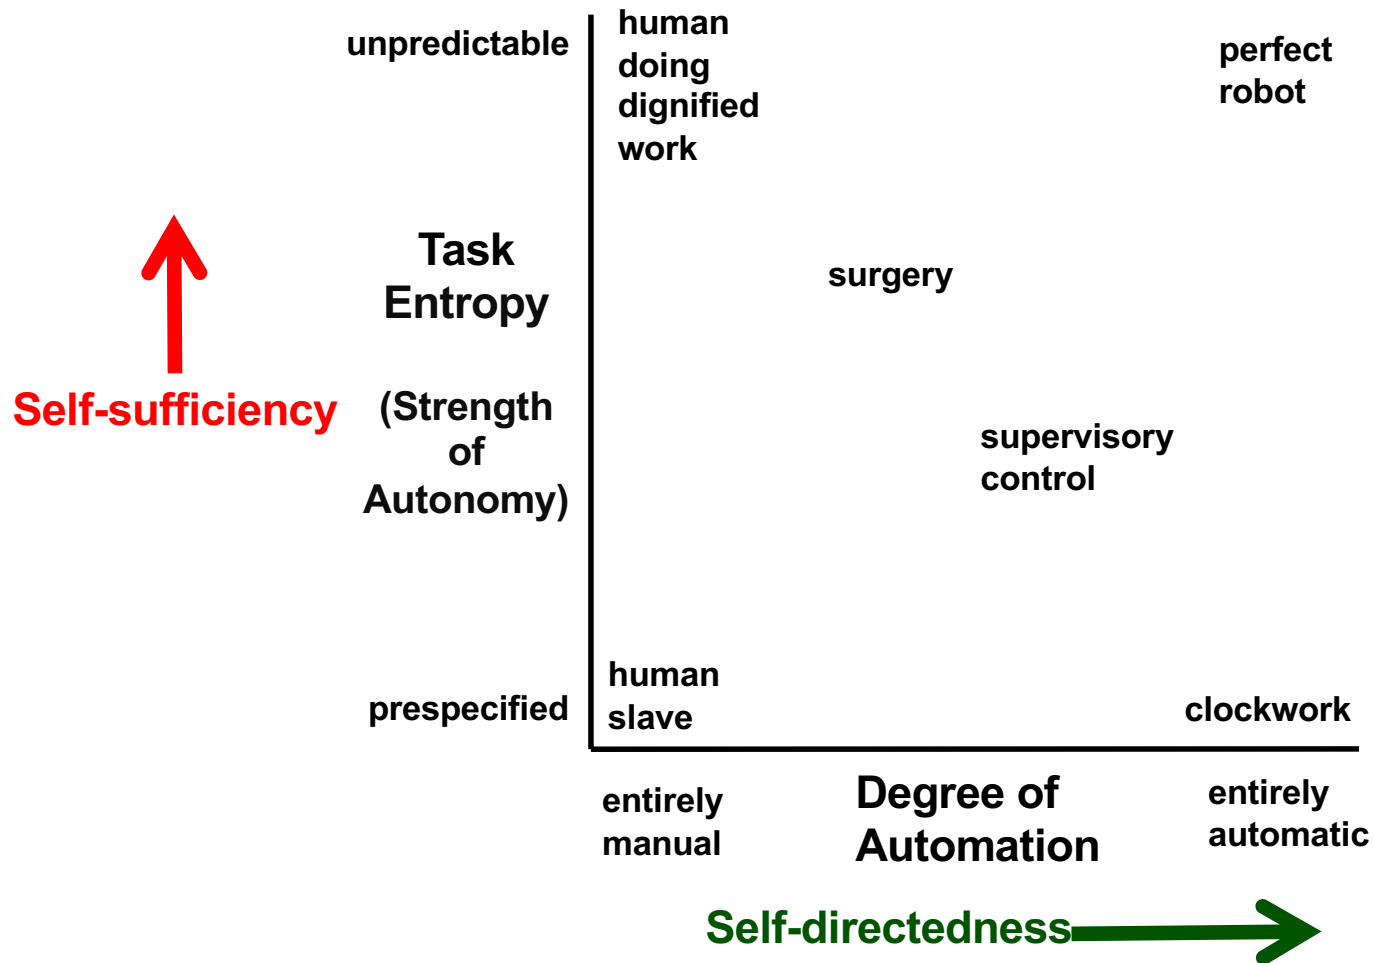 unpredictable
human
doing
dignified
work
perfect
robot
Task
Entropy
surgery
Self-sufficiency
(Strength
of
Autonomy)
supervisory
control
prespecified
human
slave
clockwork
entirely
manual
Degree of
Automation
entirely
automatic
Self-directedness